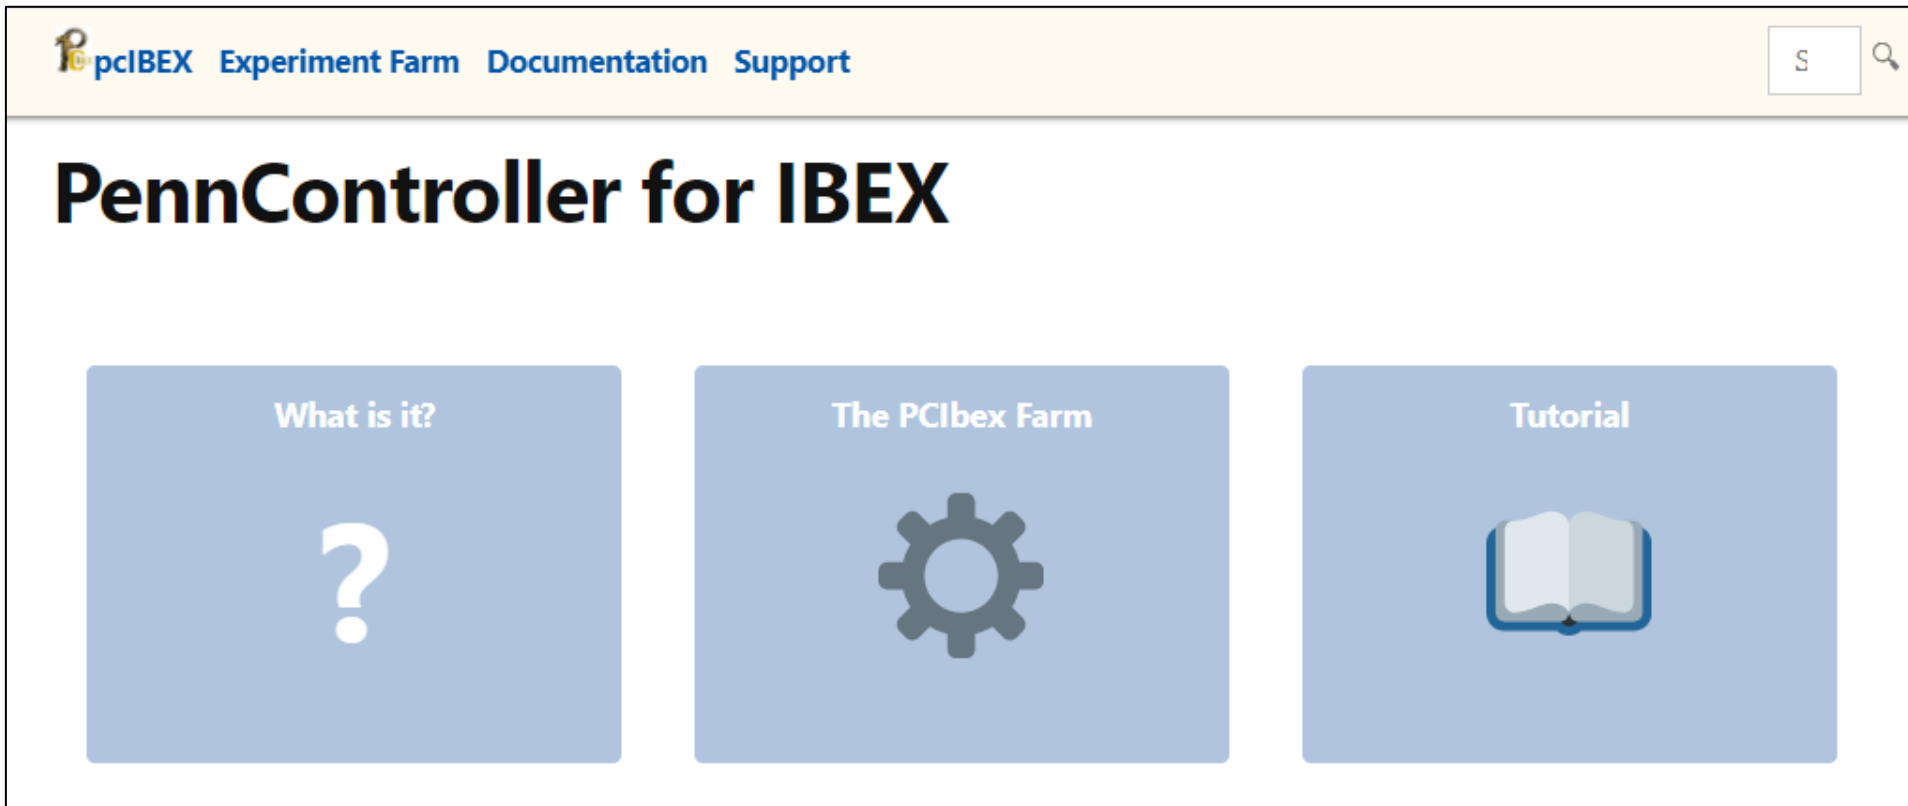 pcIBEX Experiment Farm Documentation Support S
PennController for IBEX
What is it? The PCIbex Farm Tutorial
?